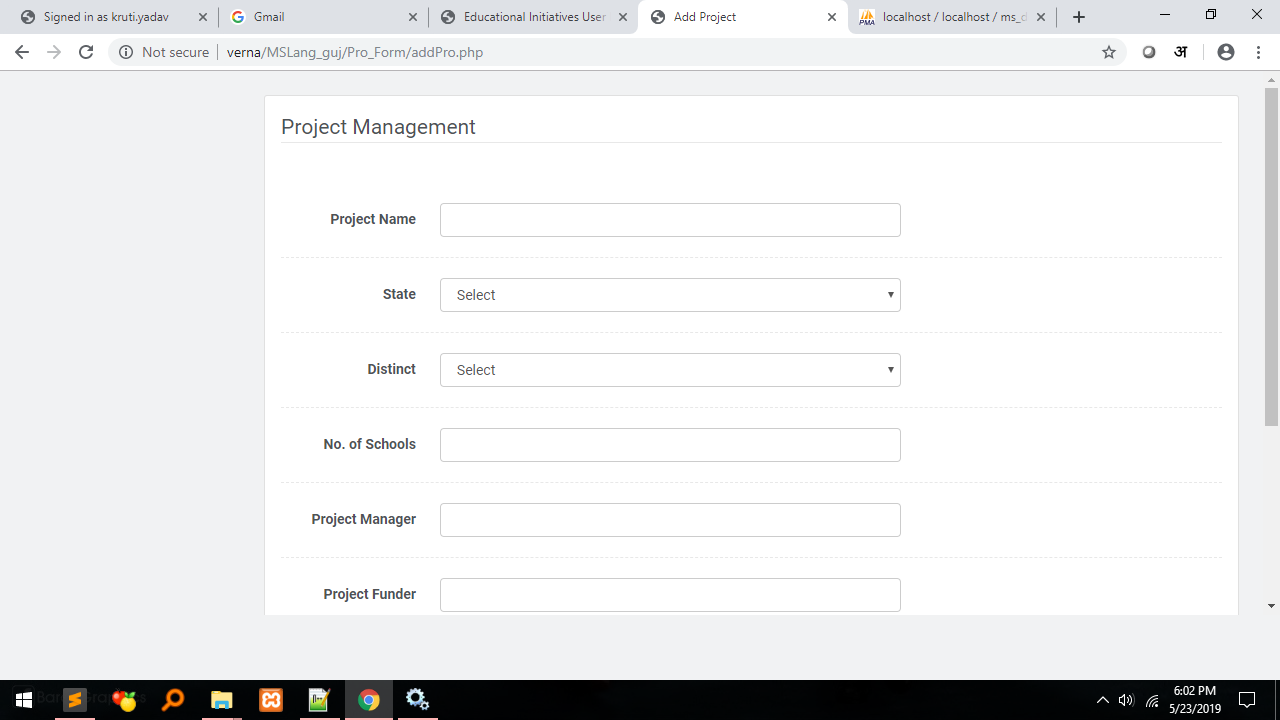 Signed in as kruti.yadav
Gmail
Educational Initiatives User
Add Project
localhost / localhost / ms_d
Not secure
verna/MSLang_guj/Pro_Form/addPro.php
अ
Project Management
Project Name
State
Select
Distinct
Select
No. of Schools
Project Manager
Project Funder
6:02 PM
5/23/2019